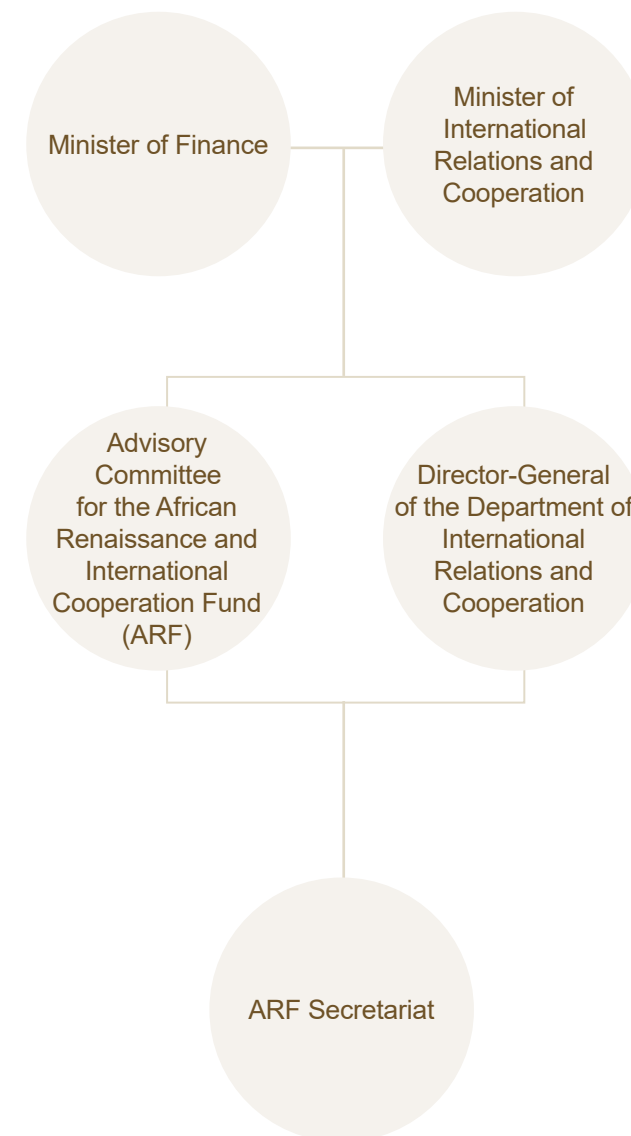 Minister of Finance
Minister of
International
Relations and
Cooperation
Advisory
Committee
for the African
Renaissance and
International
Cooperation Fund
(ARF)
Director-General
of the Department of
International
Relations and
Cooperation
ARF Secretariat